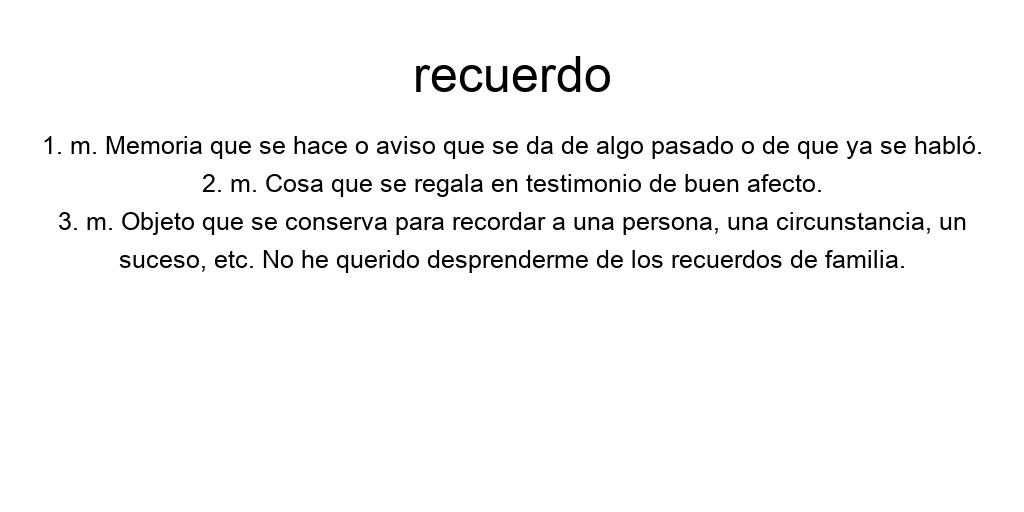 recuerdo
1. m. Memoria que se hace o aviso que se da de algo pasado o de que ya se habló.
2. m. Cosa que se regala en testimonio de buen afecto.
3. m. Objeto que se conserva para recordar a una persona, una circunstancia, un
suceso, etc. No he querido desprenderme de los recuerdos de familia.